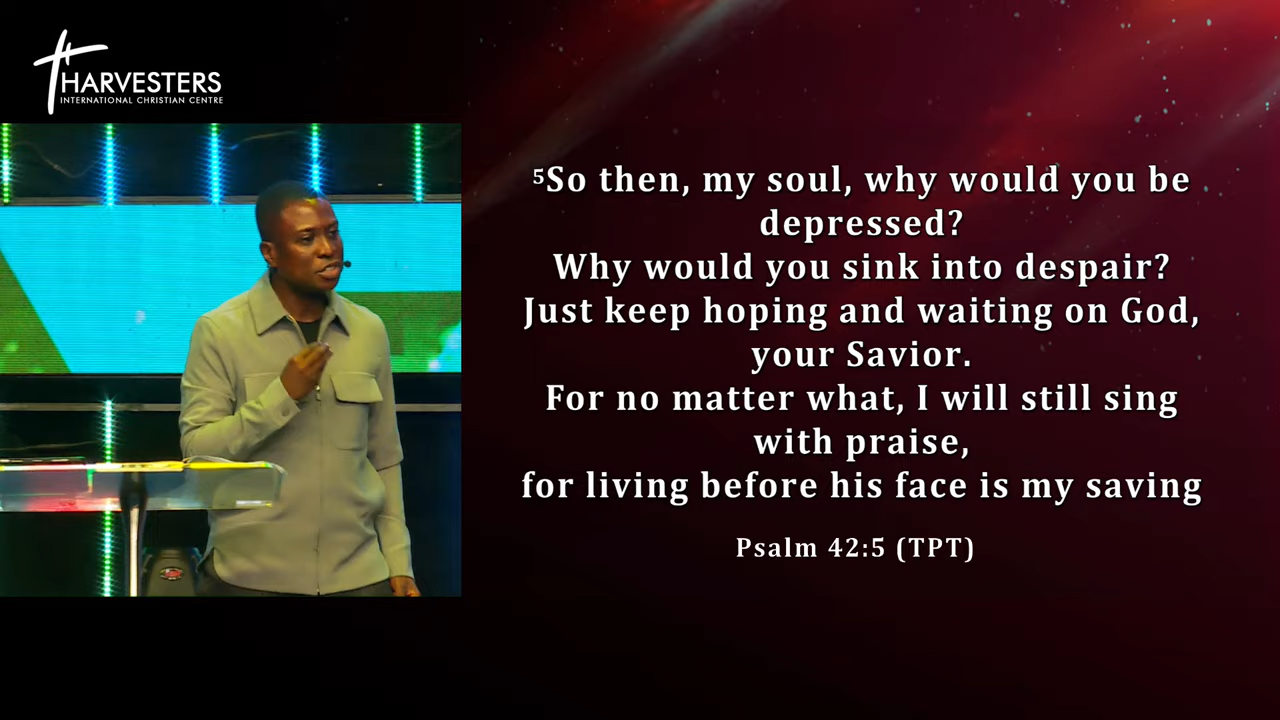 HARVESTERS
INTERNATIONAL CHRISTIAN CENTRE
⁵So then, my soul, why would you be
depressed?
Why would you sink into despair?
Just keep hoping and waiting on God,
your Savior.
For no matter what, I will still sing
with praise,
for living before his face is my saving
Psalm 42:5 (TPT)